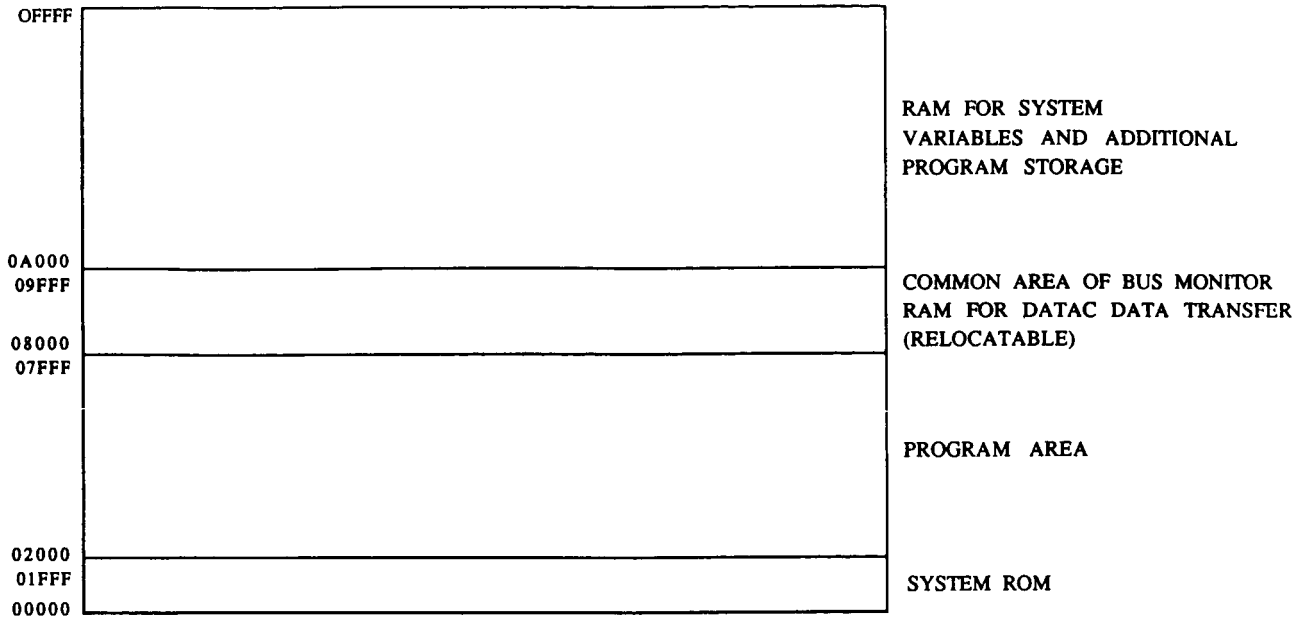 OFFFF
RAM FOR SYSTEM
VARIABLES AND ADDITIONAL
PROGRAM STORAGE
0A000
09FFF
COMMON AREA OF BUS MONITOR
RAM FOR DATAC DATA TRANSFER
(RELOCATABLE)
08000
07FFF
PROGRAM AREA
02000
01FFF
SYSTEM ROM
00000